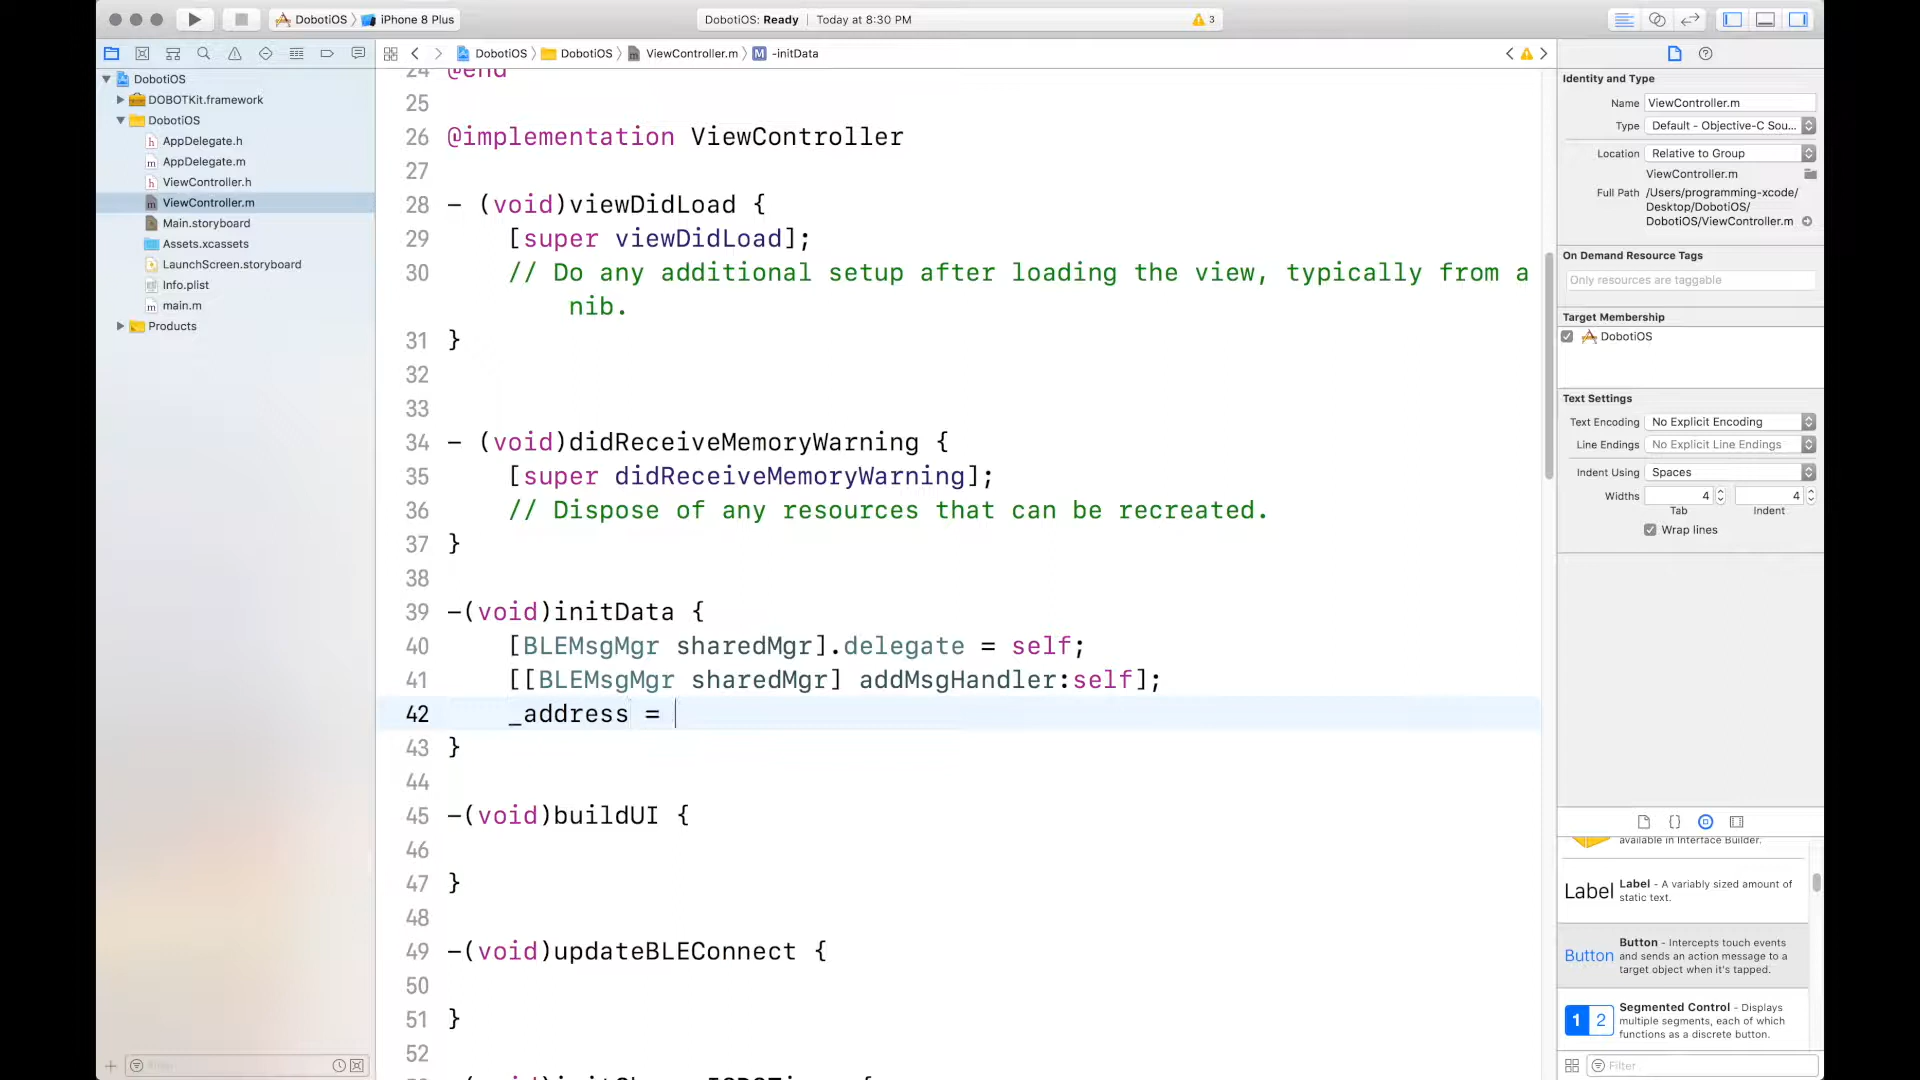 DobotiOS
iPhone 8 Plus
DobotiOS: Ready
Today at 8:30 PM
3
DobotiOS
DobotiOS
ViewController.m
M
-initData
DobotiOS
DOBOTKit.framework
DobotiOS
AppDelegate.h
AppDelegate.m
ViewController.h
ViewController.m
Main.storyboard
Assets.xcassets
LaunchScreen.storyboard
Info.plist
main.m
Products
Filter
24 @end
25
26 @implementation ViewController
27
28 - (void)viewDidLoad {
29 [super viewDidLoad];
30 // Do any additional setup after loading the view, typically from a
nib.
31 }
32
33
34 - (void)didReceiveMemoryWarning {
35 [super didReceiveMemoryWarning];
36 // Dispose of any resources that can be recreated.
37 }
38
39 -(void)initData {
40 [BLEMsgMgr sharedMgr].delegate = self;
41 [[BLEMsgMgr sharedMgr] addMsgHandler:self];
42 _address =
43 }
44
45 -(void)buildUI {
46
47 }
48
49 -(void)updateBLEConnect {
50
51 }
52
Identity and Type
Name ViewController.m
Type Default - Objective-C Sou...
Location Relative to Group
ViewController.m
Full Path /Users/programming-xcode/
Desktop/DobotiOS/
DobotiOS/ViewController.m
On Demand Resource Tags
Only resources are taggable
Target Membership
DobotiOS
Text Settings
Text Encoding No Explicit Encoding
Line Endings No Explicit Line Endings
Indent Using Spaces
Widths 4 4
Tab Indent
Wrap lines
available in Interface Builder.
Label
Label - A variably sized amount of
static text.
Button
Button - Intercepts touch events
and sends an action message to a
target object when it's tapped.
1 2
Segmented Control - Displays
multiple segments, each of which
functions as a discrete button.
Filter